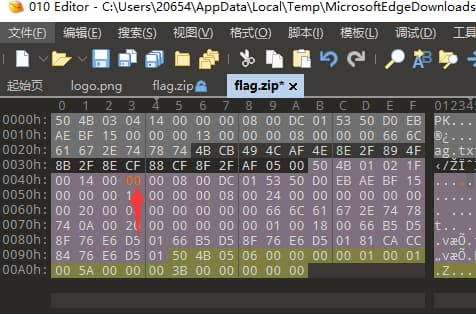 010 Editor - C:\Users\20654\AppData\Local\Temp\MicrosoftEdgeDownloads
文件(F) 编辑(E) 搜索(S) 视图(V) 格式(O) 脚本(I) 模板(L) 调试(D)
起始页 logo.png flag.zip flag.zip* ×
0 1 2 3 4 5 6 7 8 9 A B C D E F 012345
0000h: 50 4B 03 04 14 00 00 00 08 00 DC 01 53 50 D0 EB PK....
0010h: AE BF 15 00 00 00 13 00 00 00 08 00 00 00 66 6C ®¿....
0020h: 61 67 2E 74 78 74 4B CB 49 4C AF 4E 8E 2F 89 4F ag.txt
0030h: 8B 2F 8E CF 88 CF 8F 2F AF 05 00 50 4B 01 02 1F ‹/ŽÏˆ
0040h: 00 14 00 00 00 08 00 DC 01 53 50 D0 EB AE BF 15
0050h: 00 00 00 00 00 00 08 00 24 00 00 00 00 00 00
0060h: 00 20 00 00 00 00 00 00 00 66 6C 61 67 2E 74 78
0070h: 74 0A 00 20 00 00 00 00 00 01 00 18 00 66 B5 D5 t..
0080h: 8F 76 E6 D5 01 66 B5 D5 8F 76 E6 D5 01 81 CA CC .væÕ.f
0090h: 84 76 E6 D5 01 50 4B 05 06 00 00 00 00 01 00 01 „væÕ.P
00A0h: 00 5A 00 00 00 3B 00 00 00 00 00 .Z...;